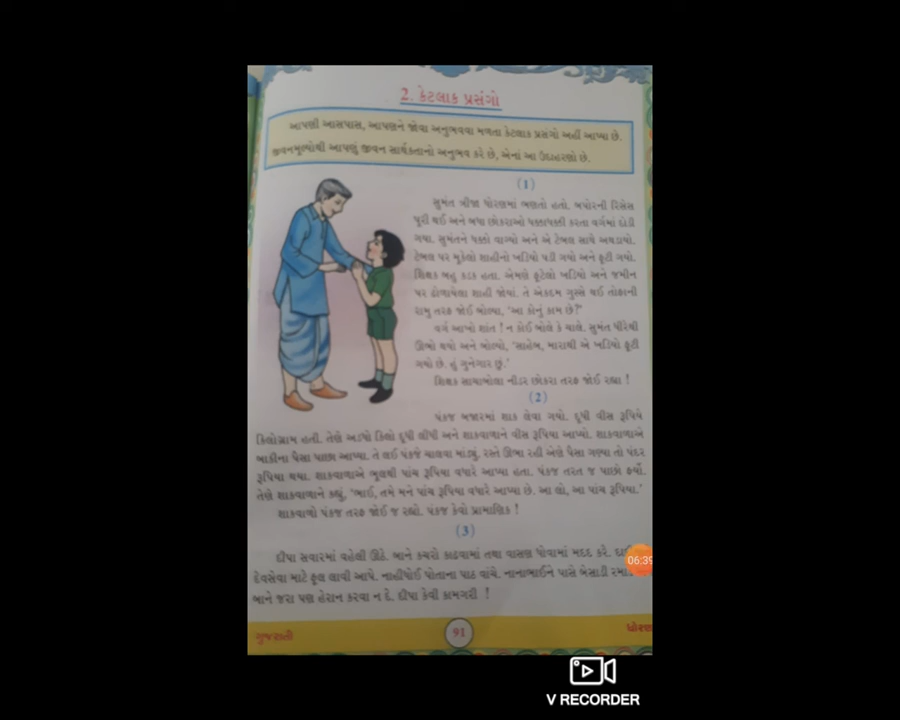 2. કેટલાક પ્રસંગો
આપણી આસપાસ, આપણને જોવા અનુભવવા મળતા કેટલાક પ્રસંગો અહીં આપ્યા છે.
જીવનમૂલ્યોથી આપણું જીવન સાર્થકતાનો અનુભવ કરે છે, એનાં આ ઉદાહરણો છે.
(1)
સુમંત ત્રીજા ધોરણમાં ભણતો હતો. બપોરની રિસેસ
પૂરી થઈ અને બધા છોકરાઓ ધક્કાધક્કી કરતા વર્ગમાં દોડી
ગયા. સુમંતને ધક્કો વાગ્યો અને એ ટેબલ સાથે અથડાયો.
ટેબલ પર મૂકેલો શાહીનો ખડિયો પડી ગયો અને ફૂટી ગયો.
શિક્ષક બહુ કડક હતા. એમણે ફૂટેલો ખડિયો અને જમીન
પર ઢોળાયેલા શાહી જોયાં. તે એકદમ ગુસ્સે થઈ તોફાની
રામુ તરફ જોઈ બોલ્યા, ‘આ કોનું કામ છે?’
વર્ગ આખો શાંત ! ન કોઈ બોલે કે ચાલે. સુમંત ધીરેથી
ઊભો થયો અને બોલ્યો, ‘સાહેબ, મારાથી એ ખડિયો ફૂટી
ગયો છે. હું ગુનેગાર છું.’
શિક્ષક સાચાબોલા નીડર છોકરા તરફ જોઈ રહ્યા !
(2)
પંકજ બજારમાં શાક લેવા ગયો. દૂધી વીસ રૂપિયે
કિલોગ્રામ હતી. તેણે અડધો કિલો દૂધી લીધી અને શાકવાળાને વીસ રૂપિયા આપ્યો. શાકવાળાએ
બાકીના પૈસા પાછા આપ્યા. તે લઈ પંકજે ચાલવા માંડ્યું. રસ્તે ઊભા રહી એણે પૈસા ગણ્યા તો પંદર
રૂપિયા થયા. શાકવાળાએ ભૂલથી પાંચ રૂપિયા વધારે આપ્યા હતા. પંકજ તરત જ પાછો ફર્યો.
તેણે શાકવાળાને કહ્યું, ‘ભાઈ, તમે મને પાંચ રૂપિયા વધારે આપ્યા છે. આ લો, આ પાંચ રૂપિયા.’
શાકવાળો પંકજ તરફ જોઈ જ રહ્યો. પંકજ કેવો પ્રામાણિક !
(3)
દીપા સવારમાં વહેલી ઊઠે. બાને કચરો કાઢવામાં તથા વાસણ ધોવામાં મદદ કરે.
દેવસેવા માટે ફૂલ લાવી આપે. નાહીધોઈ પોતાના પાઠ વાંચે. નાનાભાઈને પાસે બેસાડી
બાને જરા પણ હેરાન કરવા ન દે. દીપા કેવી કામગરી !
ગુજરાતી
91
06:39
V RECORDER